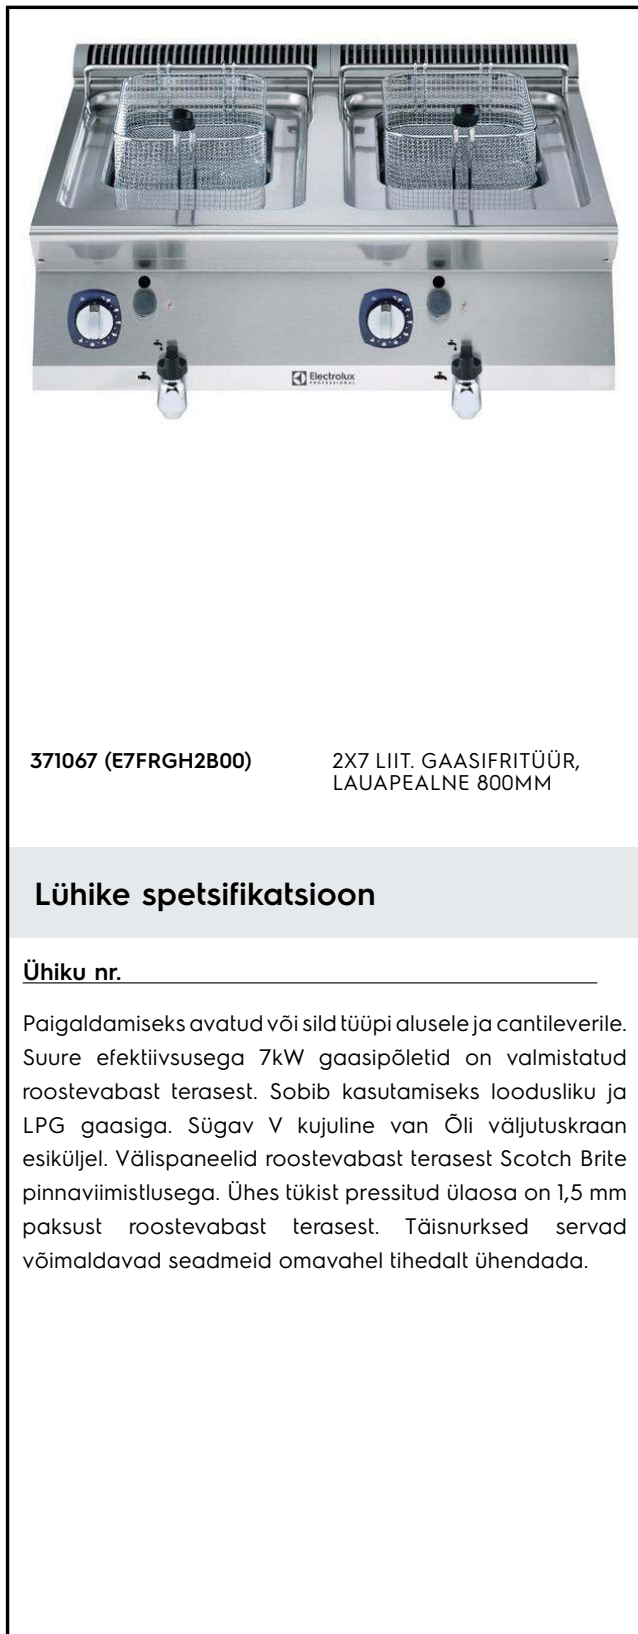 Electrolux
PROFESSIONAL
371067 (E7FRGH2B00)
2X7 LIIT. GAASIFRITÜÜR,
LAUAPEALNE 800MM
Lühike spetsifikatsioon
Ühiku nr.
Paigaldamiseks avatud või sild tüüpi alusele ja cantileverile.
Suure efektiivsusega 7kW gaasipõletid on valmistatud
roostevabast terasest. Sobib kasutamiseks loodusliku ja
LPG gaasiga. Sügav V kujuline van Õli väljutuskraan
esiküljel. Välispaneelid roostevabast terasest Scotch Brite
pinnaviimistlusega. Ühes tükist pressitud ülaosa on 1,5 mm
paksust roostevabast terasest. Täisnurksed servad
võimaldavad seadmeid omavahel tihedalt ühendada.